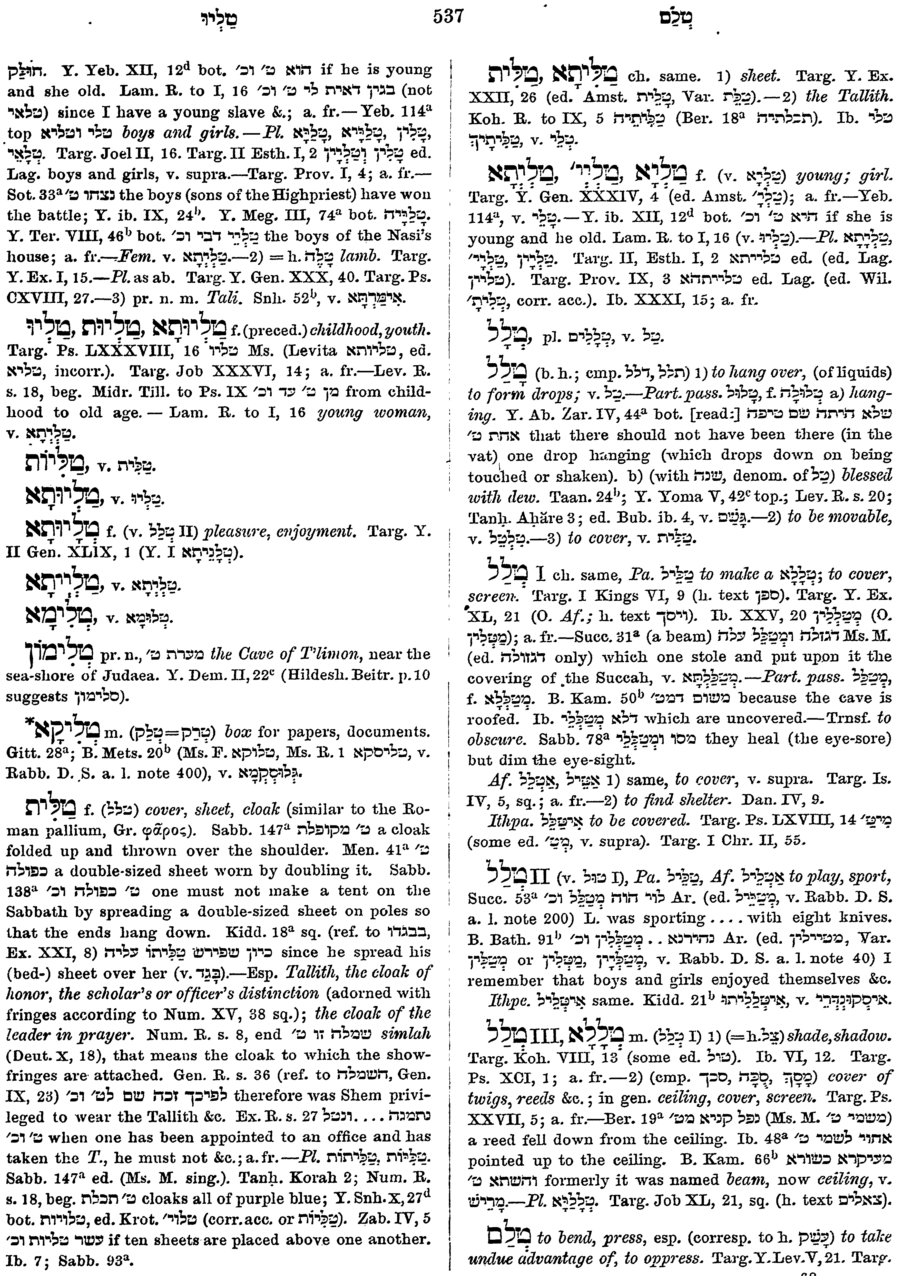 טַלְיוּ 537 טְלַם
חוּלָּק. Y. Yeb. XII, 12d bot. הוא ט׳ וכ׳ if he is young
and she old. Lam. R. to I, 16 בגין דאית לי ט׳ וכ׳ (not
טלאי) since I have a young slave &.; a. fr.—Yeb. 114a
top טלי וטליא boys and girls.—Pl. טַלְיָא, טַלְיַיא, טַלְיִין,
טַלְאֵי. Targ. Joel II, 16. Targ. II Esth. I, 2 טַלְיִין וְטַלְיָין ed.
Lag. boys and girls, v. supra.—Targ. Prov. I, 4; a. fr.—
Sot. 33a נצחו ט׳ the boys (sons of the Highpriest) have won
the battle; Y. ib. IX, 24b. Y. Meg. III, 74a bot. טַלְיֵיה.
Y. Ter. VIII, 46b bot. טַלְיֵי דבי וכ׳ the boys of the Nasi's
house; a. fr.—Fem. v. טַלְיְתָא.—2) = h. טָלֶה lamb. Targ.
Y. Ex. I, 15.—Pl. as ab. Targ. Y. Gen. XXX, 40. Targ. Ps.
CXVIII, 27.—3) pr. n. m. Tali. Snh. 52b, v. אִימַּרְתָּא.
טַלְיוּתָא, טַלְיוּת, טַלְיוּ f. (preced.) childhood, youth.
Targ. Ps. LXXXVIII, 16 טליו׳ Ms. (Levita טליותא, ed.
טליא, incorr.). Targ. Job XXXVI, 14; a. fr.—Lev. R.
s. 18, beg. Midr. Till. to Ps. IX מן ט׳ עד וכ׳ from child-
hood to old age. — Lam. R. to I, 16 young woman,
v. טַלְיְתָא.
טַלִּיּוֹת, v. טַלִּית.
טַלְיוּתָא, v. טַלְיוּ.
טַלְיוּתָא f. (v. טְלַל II) pleasure, enjoyment. Targ. Y.
II Gen. XLIX, 1 (Y. I טַלָּנִיתָא).
טַלְיֵיתָא, v. טַלְיְתָא.
טְלִימָא, v. טְלוּמָא.
טְלִימוֹן pr. n., מערת ט׳ the Cave of T'limon, near the
sea-shore of Judaea. Y. Dem. II, 22c (Hildesh. Beitr. p. 10
suggests סלימון).
*טְלִיקָא m. (טְלַק=טְרַק) box for papers, documents.
Gitt. 28a; B. Mets. 20b (Ms. F. טלוקא, Ms. R. 1 טליסקא, v.
Rabb. D. S. a. l. note 400), v. גְּלוּסְקְמָא.
טַלִּית f. (טלל) cover, sheet, cloak (similar to the Ro-
man pallium, Gr. φᾶρος). Sabb. 147a ט׳ מקופלת a cloak
folded up and thrown over the shoulder. Men. 41a ט׳
כפולה a double-sized sheet worn by doubling it. Sabb.
138a ט׳ כפולה וכ׳ one must not make a tent on the
Sabbath by spreading a double-sized sheet on poles so
that the ends hang down. Kidd. 18a sq. (ref. to בבגדו,
Ex. XXI, 8) כיון שפירש טַלִּיתוֹ עליה since he spread his
(bed-) sheet over her (v. בֶּגֶד).—Esp. Tallith, the cloak of
honor, the scholar's or officer's distinction (adorned with
fringes according to Num. XV, 38 sq.); the cloak of the
leader in prayer. Num. R. s. 8, end שמלה זו ט׳ simlah
(Deut. X, 18), that means the cloak to which the show-
fringes are attached. Gen. R. s. 36 (ref. to השמלה, Gen.
IX, 23) לפיכך זכה שם לט׳ וכ׳ therefore was Shem privi-
leged to wear the Tallith &c. Ex. R. s. 27 נתמנה.... ונטל
ט׳ וכ׳ when one has been appointed to an office and has
taken the T., he must not &c.; a. fr.—Pl. טַלִּיּוֹת, טַלִּיתוֹת.
Sabb. 147a ed. (Ms. M. sing.). Tanḥ. Korah 2; Num. R.
s. 18, beg. ט׳ תכלת cloaks all of purple blue; Y. Snh. X, 27d
bot. טלויות, ed. Krot. טלוי׳ (corr. acc. or טַלִּיוֹת). Zab. IV, 5
עשר טליות וכ׳ if ten sheets are placed above one another.
Ib. 7; Sabb. 93a.
טַלִּיתָא, טַלִּית ch. same. 1) sheet. Targ. Y. Ex.
XXII, 26 (ed. Amst. טַלִּית, Var. טַלֵּת).—2) the Tallith.
Koh. R. to IX, 5 טַלִּיתֵיהּ (Ber. 18a תכלתיה). Ib. טלי
טַלִּיתֵיךְ, v. טְלֵי.
טַלְיָא, טַלְיֵי׳, טַלְיְתָא f. (v. טַלְיָא) young; girl.
Targ. Y. Gen. XXXIV, 4 (ed. Amst. טַלְיֵ׳); a. fr.—Yeb.
114a, v. טְלֵי.—Y. ib. XII, 12d bot. היא ט׳ וכ׳ if she is
young and he old. Lam. R. to I, 16 (v. טַלְיוּ).—Pl. טַלְיָתָא,
טַלְיָי׳, טַלְיָין. Targ. II, Esth. I, 2 טלייתא ed. (ed. Lag.
טַלְיָין). Targ. Prov. IX, 3 טלייתהא ed. Lag. (ed. Wil.
טַלְיָת׳, corr. acc.). Ib. XXXI, 15; a. fr.
טָלָל, pl. טְלָלִים, v. טַל.
טָלַל (b. h.; cmp. תלל, דלל) 1) to hang over, (of liquids)
to form drops; v. טַל.—Part. pass. טָלוּל, f. טְלוּלָה a) hang-
ing. Y. Ab. Zar. IV, 44a bot. [read:] שלא היתה שם טיפה
אחת ט׳ that there should not have been there (in the
vat) one drop hanging (which drops down on being
touched or shaken). b) (with שנה, denom. of טַל) blessed
with dew. Taan. 24b; Y. Yoma V, 42c top.; Lev. R. s. 20;
Tanḥ. Aḥăre 3; ed. Bub. ib. 4, v. גָּשַׁם.—2) to be movable,
v. טִלְטֵל.—3) to cover, v. טַלִּית.
טְלַל I ch. same, Pa. טַלֵּיל to make a טְלָלָא; to cover,
screen. Targ. I Kings VI, 9 (h. text ספן). Targ. Y. Ex.
XL, 21 (O. Af.; h. text ויסך). Ib. XXV, 20 מְטַלְּלִין (O.
מַטְלִין); a. fr.—Succ. 31a (a beam) דגזולה ומְטַלֵּל עלה Ms. M.
(ed. דגזולה only) which one stole and put upon it the
covering of the Succah, v. מְטַלַּלְתָּא.—Part. pass. מְטַלַּל,
f. מְטַלְּלָא. B. Kam. 50b משום דמט׳ because the cave is
roofed. Ib. דלא מְטַלְּלֵי which are uncovered.—Trnsf. to
obscure. Sabb. 78a מסו ומְטַלְּלֵי they heal (the eye-sore)
but dim the eye-sight.
Af. אַטֵּיל, אַטְלֵל 1) same, to cover, v. supra. Targ. Is.
IV, 5, sq.; a. fr.—2) to find shelter. Dan. IV, 9.
Ithpa. אִיטַּלַּל to be covered. Targ. Ps. LXVIII, 14 מִיטַּ׳
(some ed. מְטַ׳, v. supra). Targ. I Chr. II, 55.
טְלַל II (v. טול I), Pa. טַלֵּיל, Af. אַטְלֵיל to play, sport,
Succ. 53a לוי הוה מְטַלֵּל וכ׳ Ar. (ed. מְטַיֵּיל, v. Rabb. D. S.
a. l. note 200) L. was sporting .... with eight knives.
B. Bath. 91b נהירנא .. מְטַלְּלִין וכ׳ Ar. (ed. מטיילין, Var.
מְטַלְּין or מְטַלְּיִין, מְטַלְּיָין, v. Rabb. D. S. a. l. note 40) I
remember that boys and girls enjoyed themselves &c.
Ithpe. אִיטְּלֵיל same. Kidd. 21b אִיטַּלֵּלִיתוּ, v. אִיסְקוּנְדְּרֵי.
טְלַל III, טְלָלָא m. (טְלַל I) 1) (=h. צֵל) shade, shadow.
Targ. Koh. VIII, 13 (some ed. טוּל). Ib. VI, 12. Targ.
Ps. XCI, 1; a. fr.—2) (cmp. סכך, סֻכָּה, מָסָךְ) cover of
twigs, reeds &c.; in gen. ceiling, cover, screen. Targ. Ps.
XXVII, 5; a. fr.—Ber. 19a נפל קניא מט׳ (Ms. M. משמי ט׳)
a reed fell down from the ceiling. Ib. 48a אחוי לשמי ט׳
pointed up to the ceiling. B. Kam. 66b מעיקרא כשורא
והשתא ט׳ formerly it was named beam, now ceiling, v.
מָרִישׁ.—Pl. טְלָלַיָּא. Targ. Job XL, 21, sq. (h. text צאלים).
טְלַם to bend, press, esp. (corresp. to h. עָשַׁק) to take
undue advantage of, to oppress. Targ. Y. Lev. V, 21. Targ.